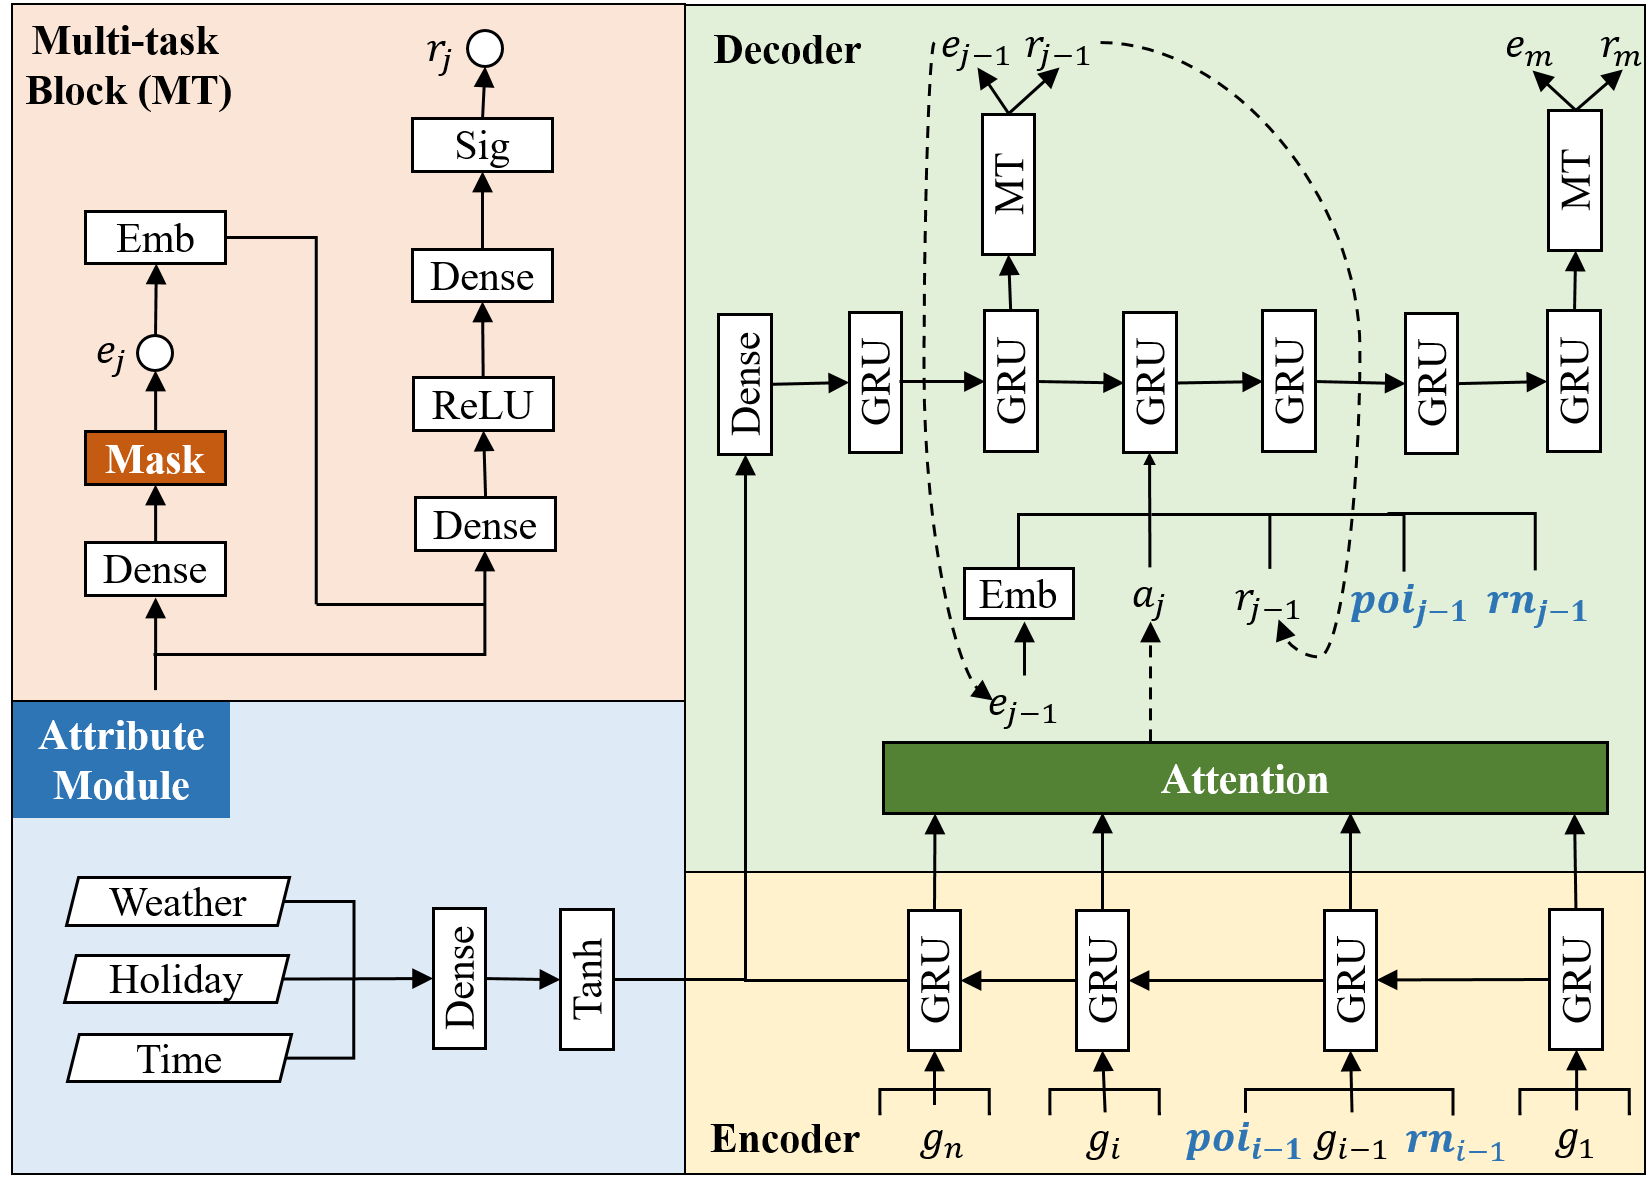 Multi-task
Block (MT)
r_j
Sig
Emb
Dense
e_j
ReLU
Mask
Dense
Dense
Decoder
e_{j-1} r_{j-1}
e_m r_m
MT
MT
Dense
GRU
GRU
GRU
GRU
GRU
GRU
Emb
a_j
r_{j-1}
poi_{j-1}
rn_{j-1}
e_{j-1}
Attention
Attribute
Module
Weather
Holiday
Time
Dense
Tanh
GRU
GRU
GRU
GRU
Encoder
g_n
g_i
poi_{i-1} g_{i-1} rn_{i-1}
g_1